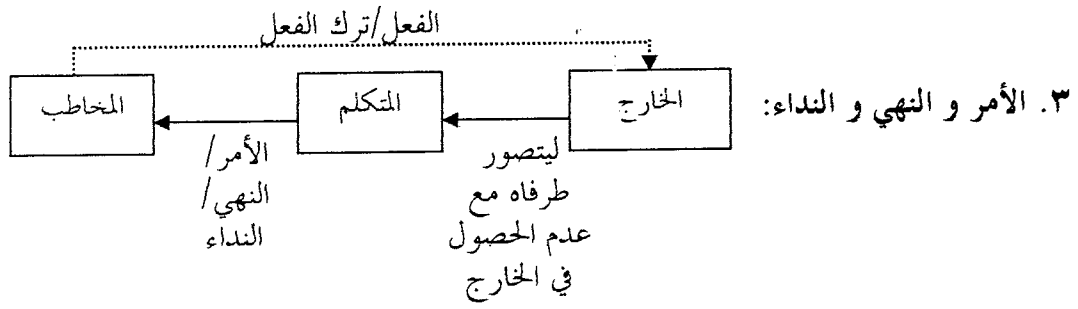 الفعل/ترك الفعل
٣. الأمر و النهي و النداء:
الخارج
المتكلم
المخاطب
ليتصور
طرفاه مع
عدم الحصول
في الخارج
الأمر/
النهي/
النداء